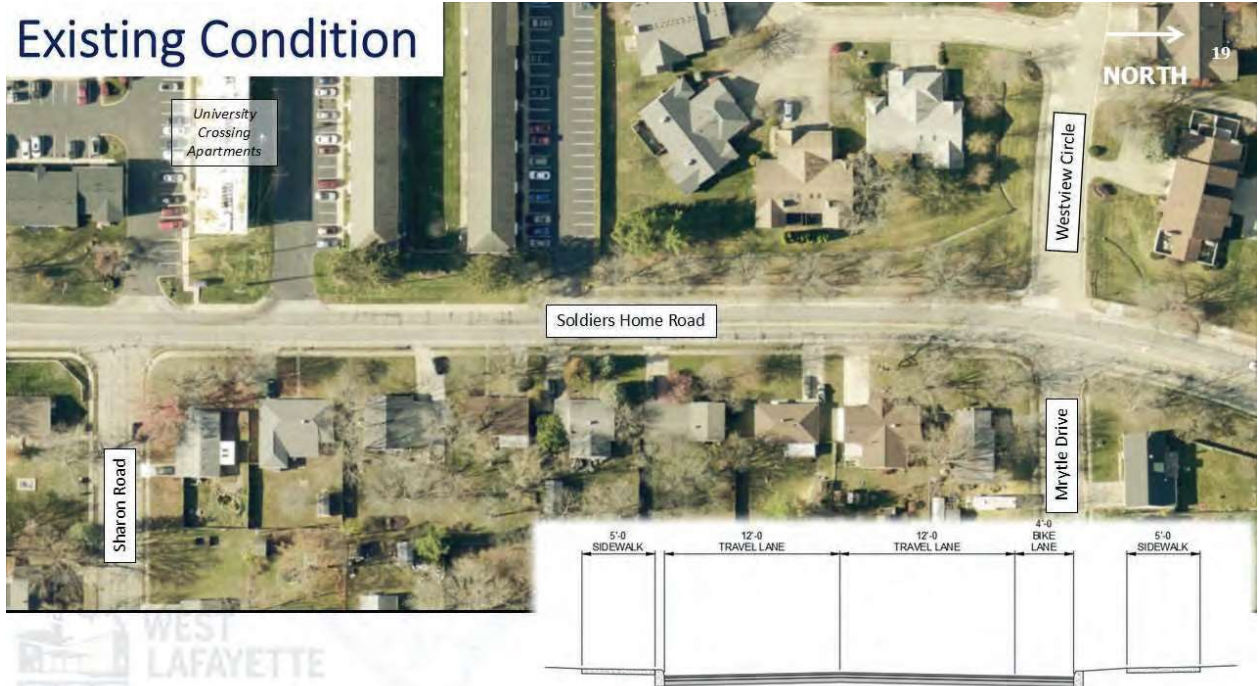 Existing Condition
19
NORTH
University
Crossing
Apartments
Westview Circle
Soldiers Home Road
Sharon Road
Mrytle Drive
5'-0
SIDEWALK
12'-0
TRAVEL LANE
12'-0
TRAVEL LANE
4'-0
BIKE
LANE
5'-0
SIDEWALK
WEST
LAFAYETTE